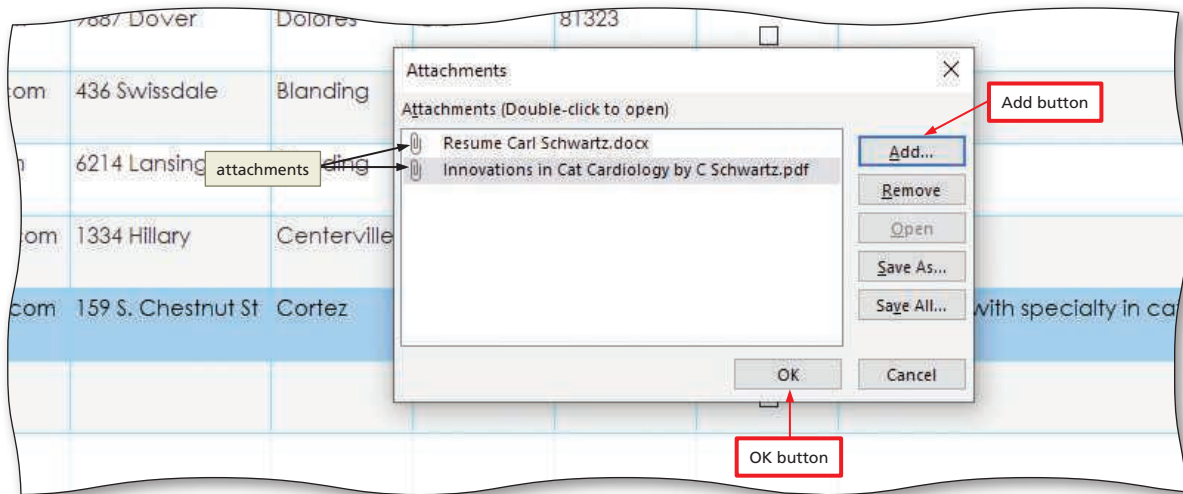 9887 Dover Dolores 81323
Attachments
com 436 Swissdale Blanding
Attachments (Double-click to open)
Add button
Resume Carl Schwartz.docx
Add...
attachments
6214 Lansing
Innovations in Cat Cardiology by C Schwartz.pdf
Remove
com 1334 Hillary Centerville
Open
Save As...
com 159 S. Chestnut St Cortez
Save All...
with specialty in ca
OK
Cancel
OK button